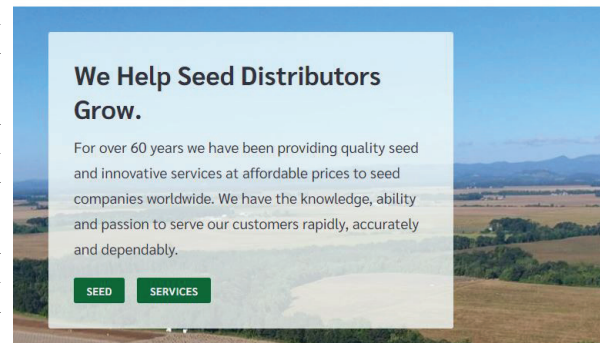 We Help Seed Distributors
Grow.
For over 60 years we have been providing quality seed
and innovative services at affordable prices to seed
companies worldwide. We have the knowledge, ability
and passion to serve our customers rapidly, accurately
and dependably.
SEED SERVICES